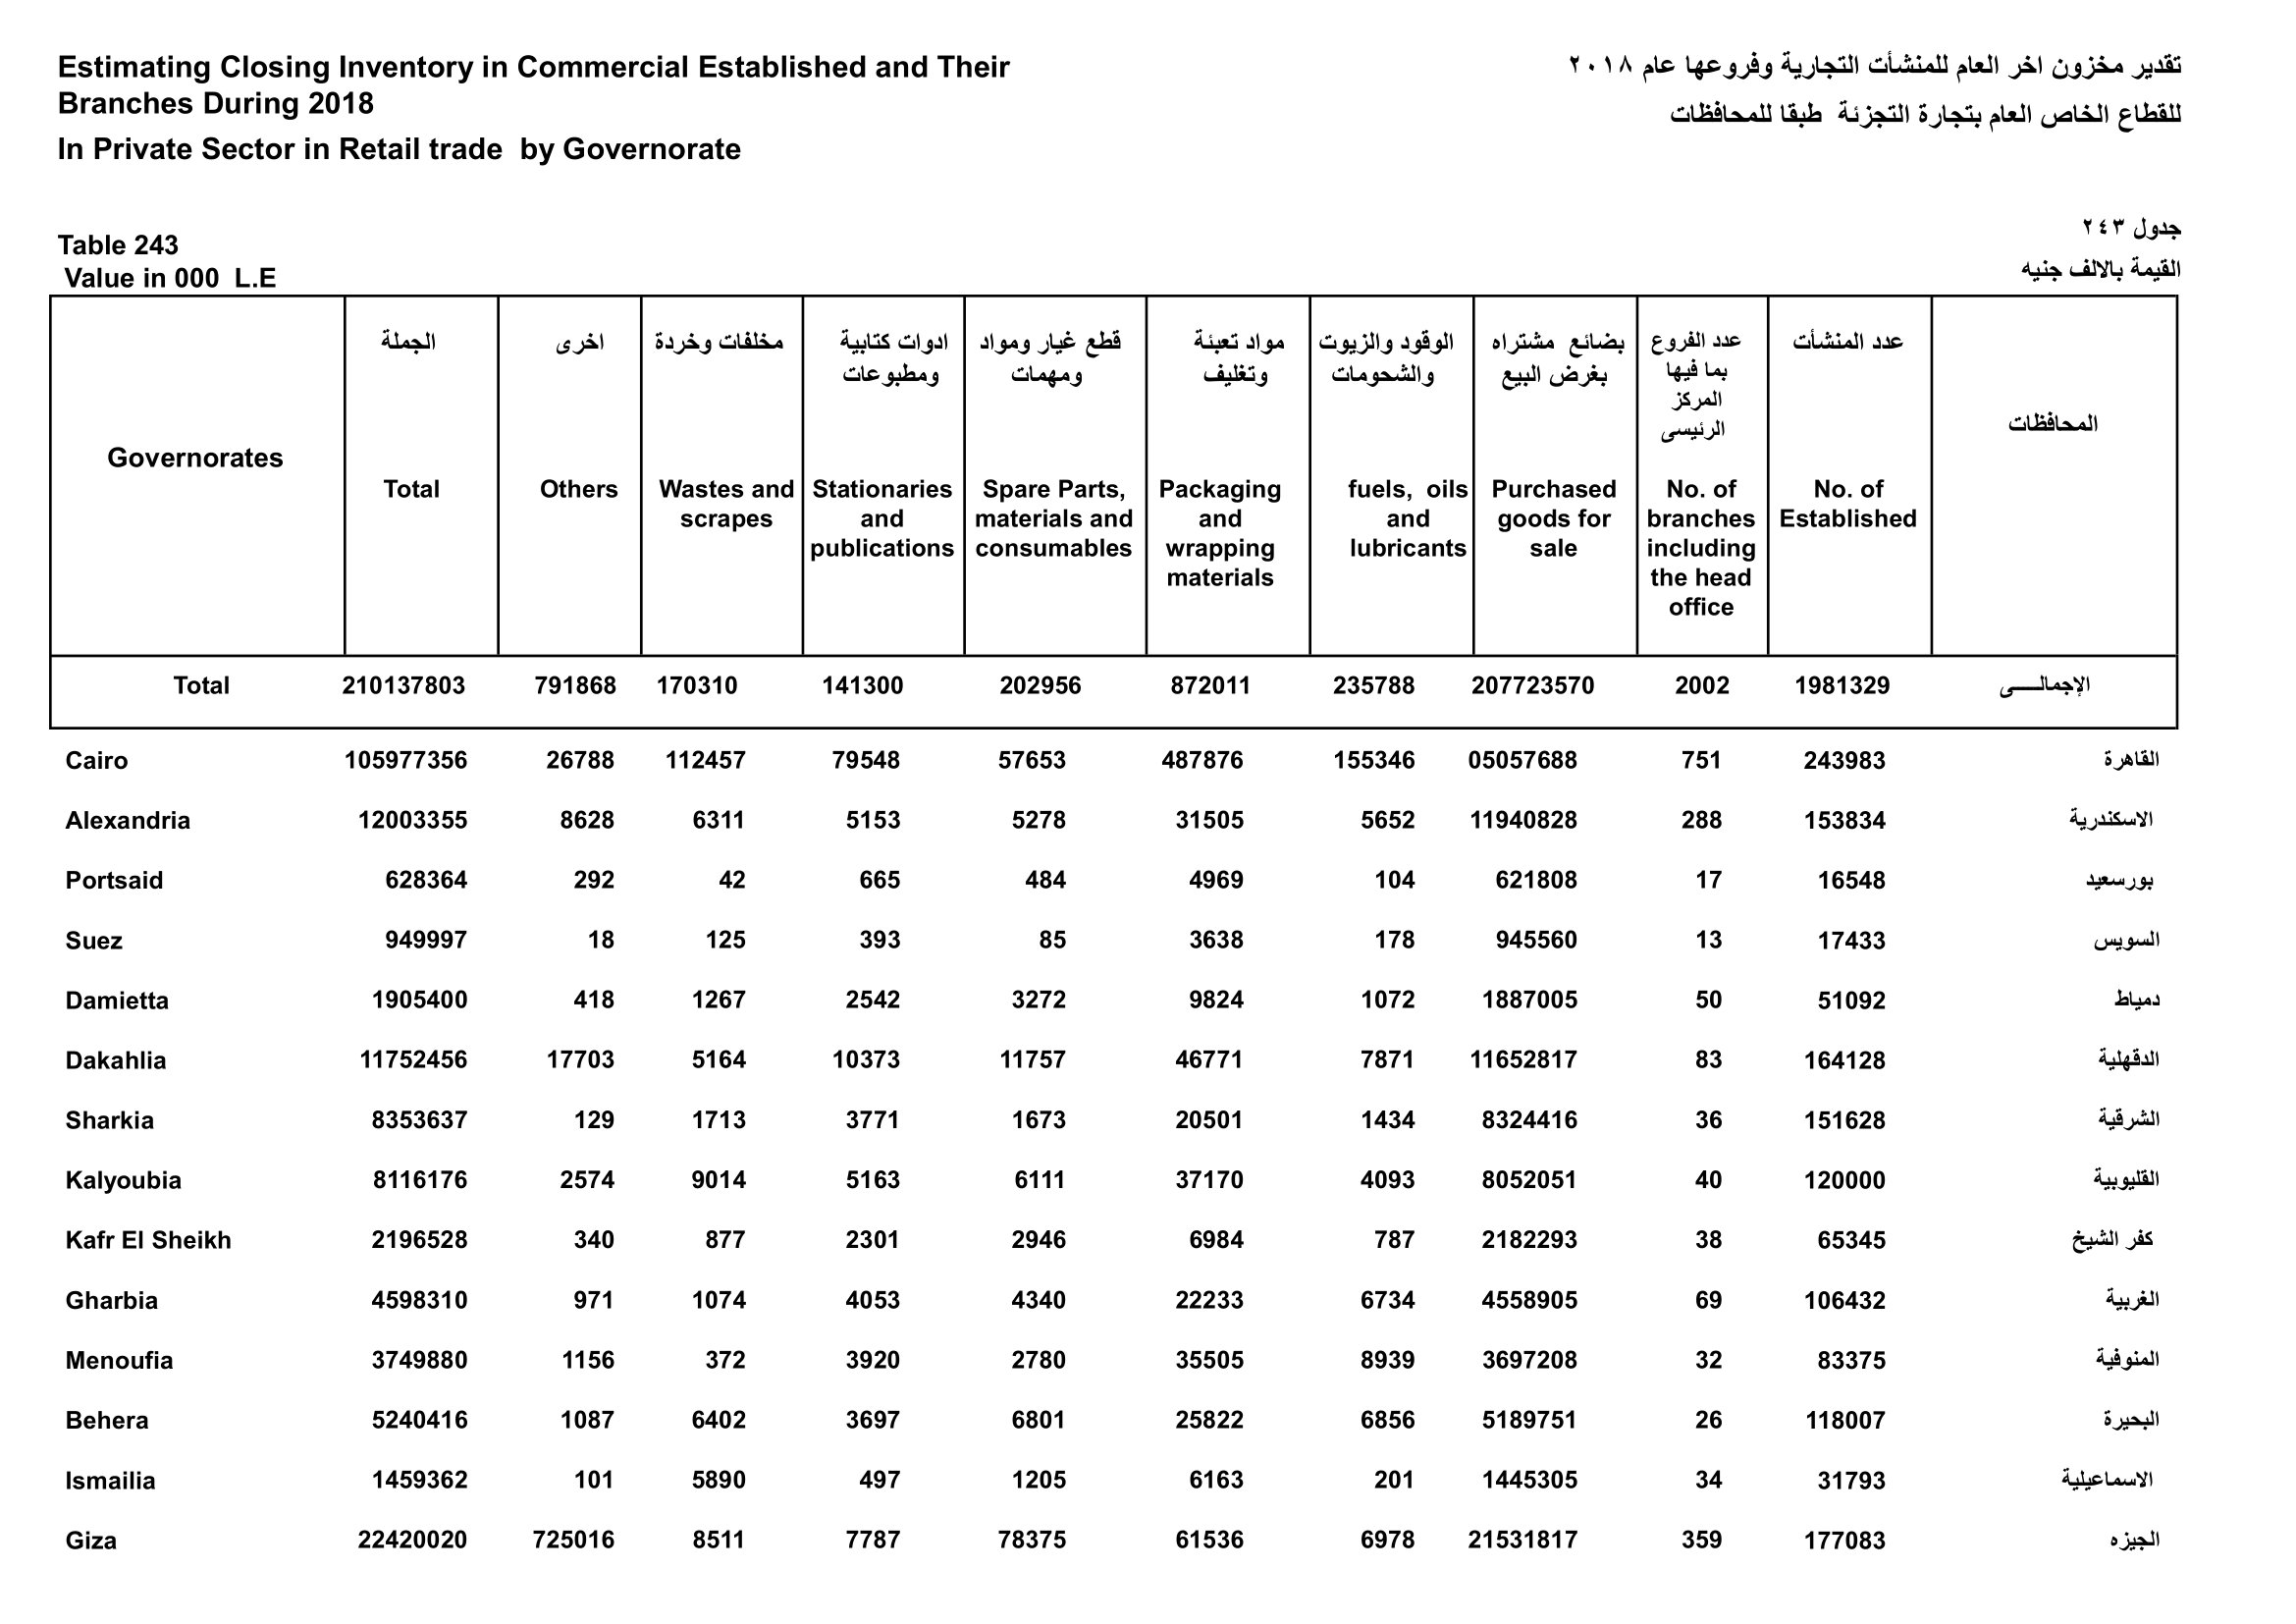 Estimating Closing Inventory in Commercial Established and Their
Branches During 2018
In Private Sector in Retail trade by Governorate
تقدير مخزون اخر العام للمنشأت التجارية وفروعها عام ٢٠١٨
للقطاع الخاص العام بتجارة التجزئة طبقا للمحافظات
Table 243
Value in 000 L.E
جدول ٢٤٣
القيمة بالالف جنيه
Governorates
الجملة
Total
اخرى
Others
مخلفات وخردة
Wastes and
scrapes
ادوات كتابية
ومطبوعات
Stationaries
and
publications
قطع غيار ومواد
ومهمات
Spare Parts,
materials and
consumables
مواد تعبئة
وتغليف
Packaging
and
wrapping
materials
الوقود والزيوت
والشحومات
fuels, oils
and
lubricants
بضائع مشتراه
بغرض البيع
Purchased
goods for
sale
عدد الفروع
بما فيها
المركز
الرئيسى
No. of
branches
including
the head
office
عدد المنشأت
No. of
Established
المحافظات
Total 210137803 791868 170310 141300 202956 872011 235788 207723570 2002 1981329 الإجمالـــــى
Cairo 105977356 26788 112457 79548 57653 487876 155346 05057688 751 243983 القاهرة
Alexandria 12003355 8628 6311 5153 5278 31505 5652 11940828 288 153834 الاسكندرية
Portsaid 628364 292 42 665 484 4969 104 621808 17 16548 بورسعيد
Suez 949997 18 125 393 85 3638 178 945560 13 17433 السويس
Damietta 1905400 418 1267 2542 3272 9824 1072 1887005 50 51092 دمياط
Dakahlia 11752456 17703 5164 10373 11757 46771 7871 11652817 83 164128 الدقهلية
Sharkia 8353637 129 1713 3771 1673 20501 1434 8324416 36 151628 الشرقية
Kalyoubia 8116176 2574 9014 5163 6111 37170 4093 8052051 40 120000 القليوبية
Kafr El Sheikh 2196528 340 877 2301 2946 6984 787 2182293 38 65345 كفر الشيخ
Gharbia 4598310 971 1074 4053 4340 22233 6734 4558905 69 106432 الغربية
Menoufia 3749880 1156 372 3920 2780 35505 8939 3697208 32 83375 المنوفية
Behera 5240416 1087 6402 3697 6801 25822 6856 5189751 26 118007 البحيرة
Ismailia 1459362 101 5890 497 1205 6163 201 1445305 34 31793 الاسماعيلية
Giza 22420020 725016 8511 7787 78375 61536 6978 21531817 359 177083 الجيزه